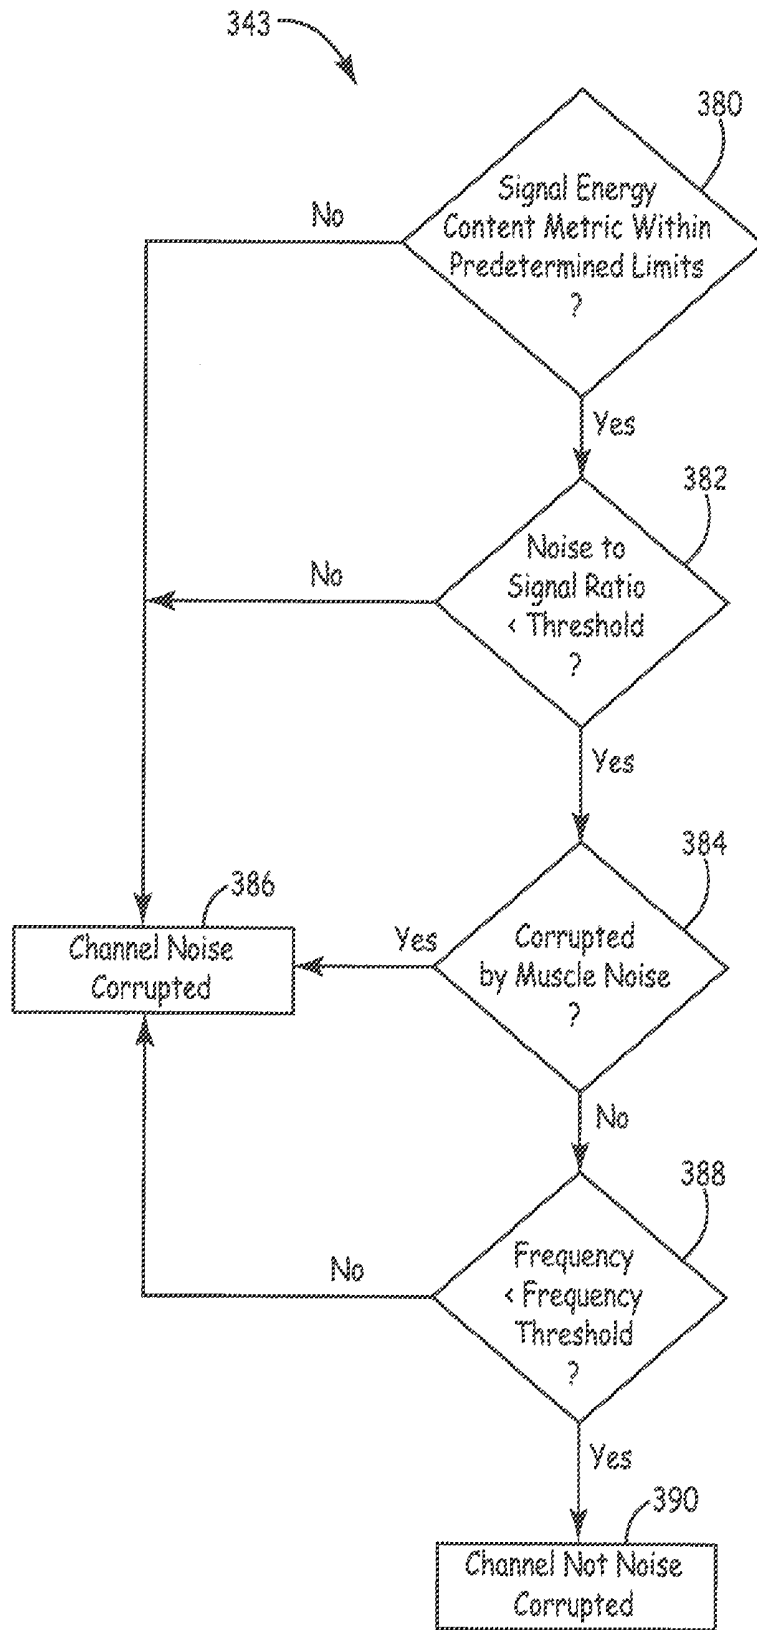 343
380
Signal Energy
Content Metric Within
Predetermined Limits
?
No
Yes
382
Noise to
Signal Ratio
< Threshold
?
No
Yes
384
Corrupted
by Muscle Noise
?
Yes
386
Channel Noise
Corrupted
No
388
Frequency
< Frequency
Threshold
?
No
Yes
390
Channel Not Noise
Corrupted